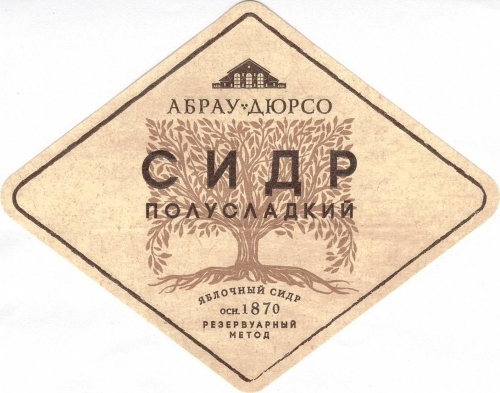 АБРАУ-ДЮРСО
СИДР
ПОЛУСЛАДКИЙ
ЯБЛОЧНЫЙ СИДР
ОСН. 1870
РЕЗЕРВУАРНЫЙ
МЕТОД